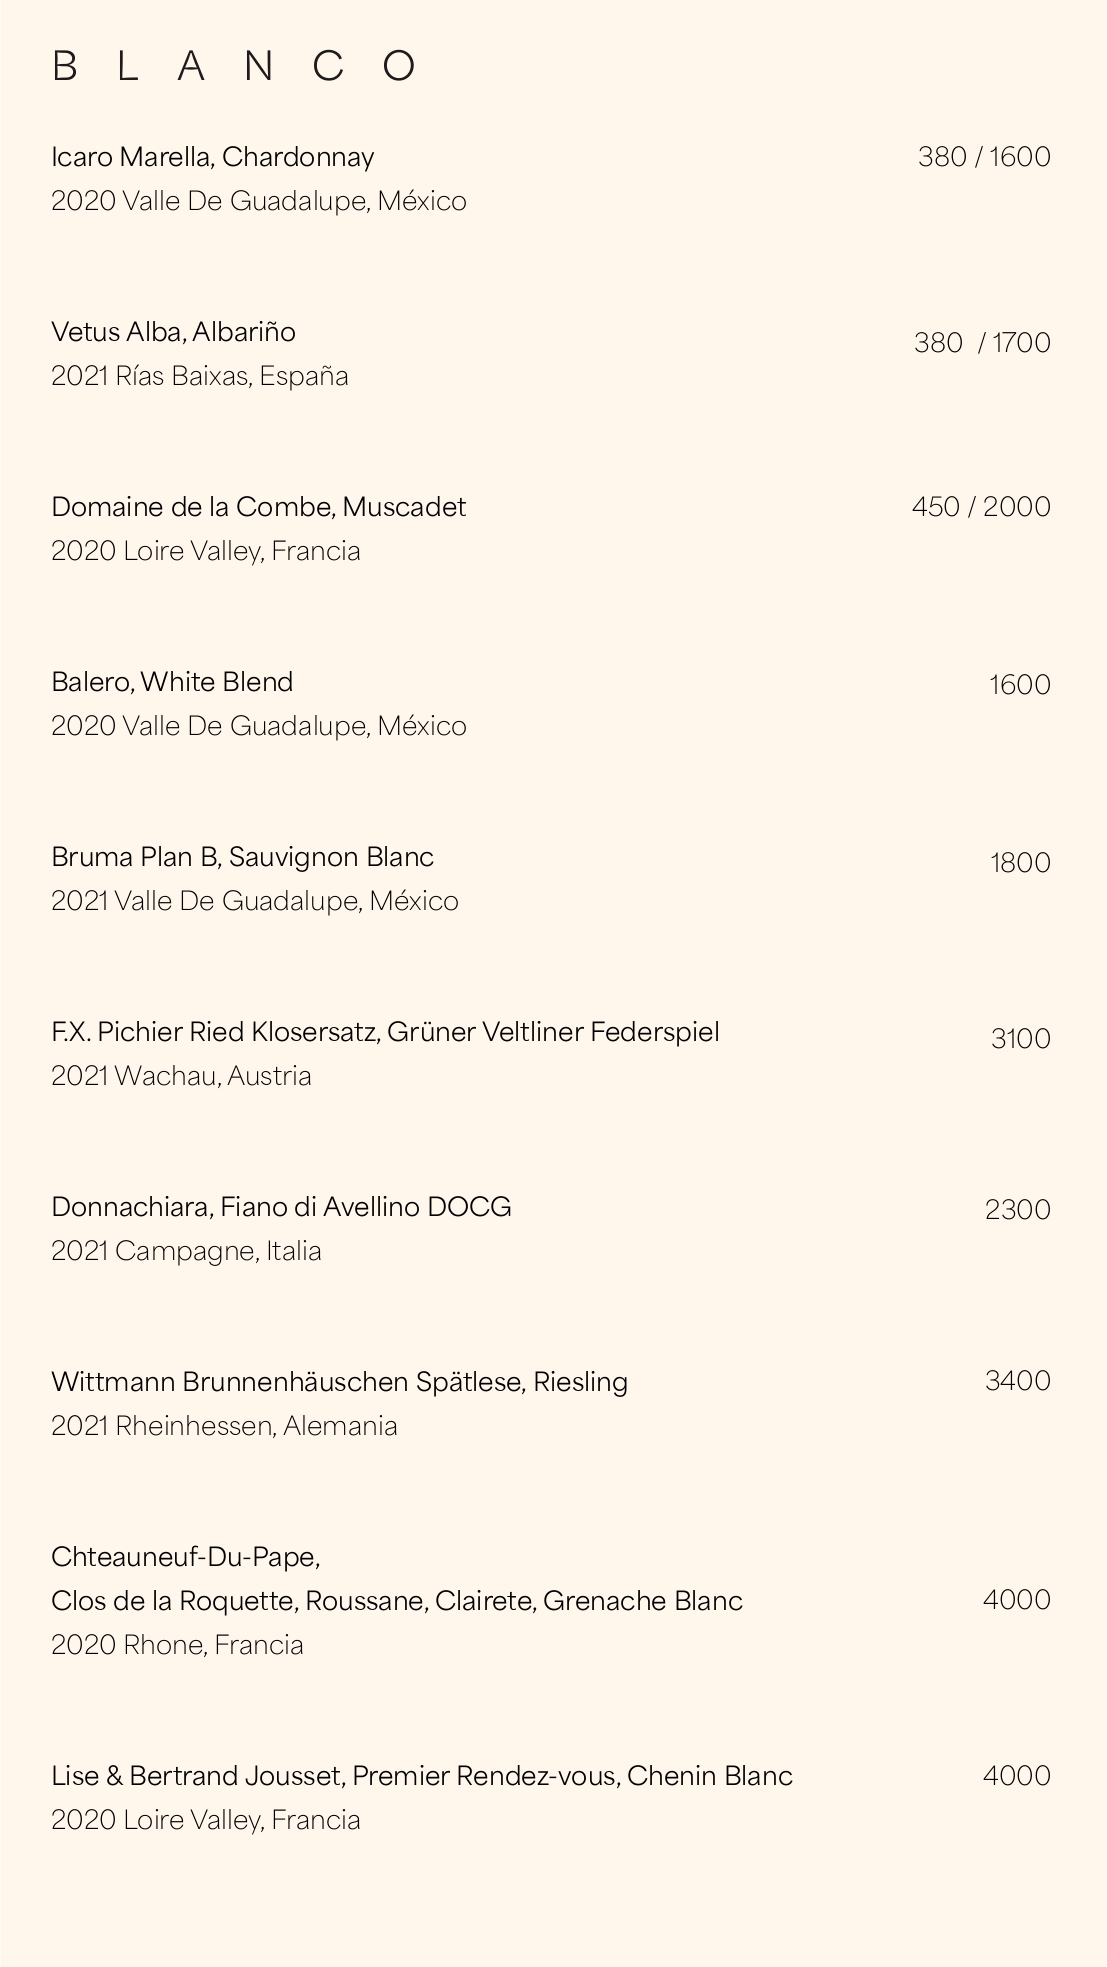 BLANCO
Icaro Marella, Chardonnay 380 / 1600
2020 Valle De Guadalupe, México
Vetus Alba, Albariño 380 / 1700
2021 Rías Baixas, España
Domaine de la Combe, Muscadet 450 / 2000
2020 Loire Valley, Francia
Balero, White Blend 1600
2020 Valle De Guadalupe, México
Bruma Plan B, Sauvignon Blanc 1800
2021 Valle De Guadalupe, México
F.X. Pichier Ried Klosersatz, Grüner Veltliner Federspiel 3100
2021 Wachau, Austria
Donnachiara, Fiano di Avellino DOCG 2300
2021 Campagne, Italia
Wittmann Brunnenhäuschen Spätlese, Riesling 3400
2021 Rheinhessen, Alemania
Chteauneuf-Du-Pape,
Clos de la Roquette, Roussane, Clairete, Grenache Blanc 4000
2020 Rhone, Francia
Lise & Bertrand Jousset, Premier Rendez-vous, Chenin Blanc 4000
2020 Loire Valley, Francia